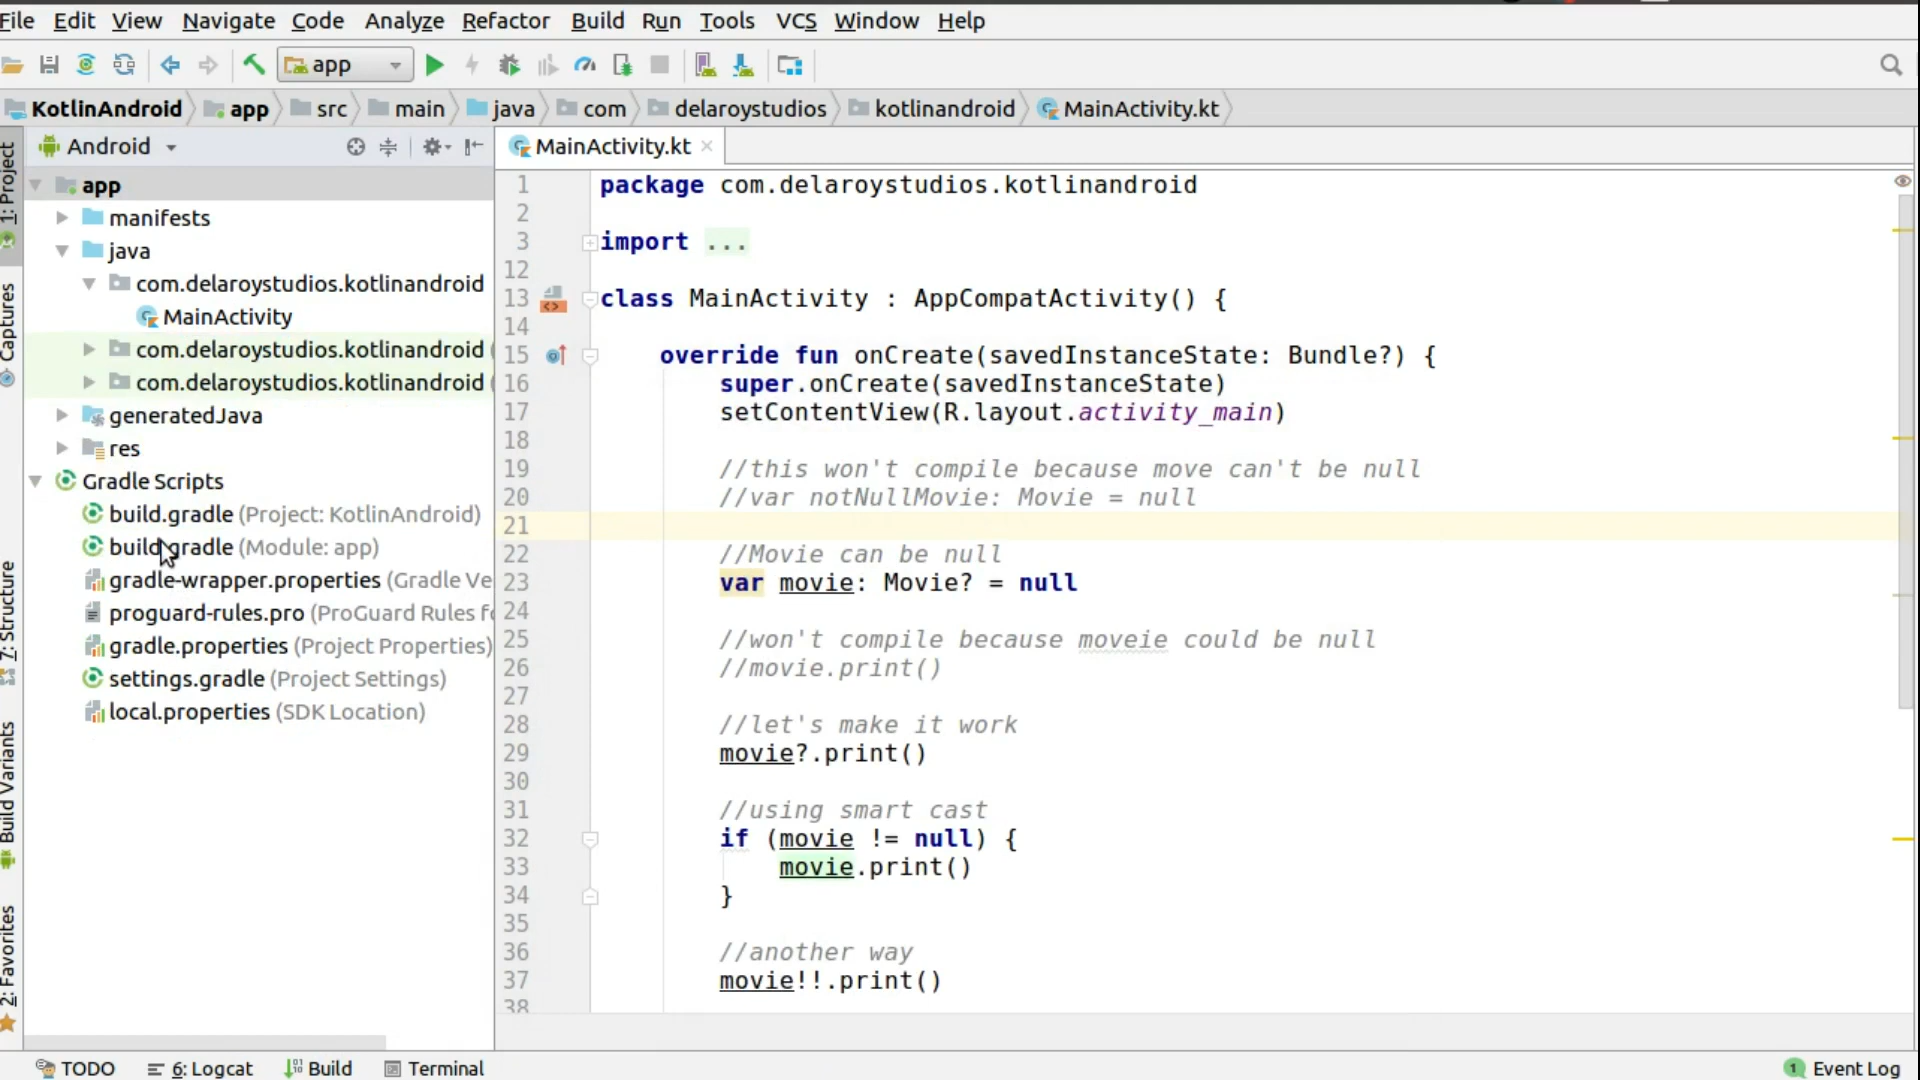 File Edit View Navigate Code Analyze Refactor Build Run Tools VCS Window Help
app
KotlinAndroid app src main java com delaroystudios kotlinandroid MainActivity.kt
1: Project
Captures
7: Structure
Build Variants
2: Favorites
Android
app
manifests
java
com.delaroystudios.kotlinandroid
MainActivity
com.delaroystudios.kotlinandroid (
com.delaroystudios.kotlinandroid (
generatedJava
res
Gradle Scripts
build.gradle (Project: KotlinAndroid)
build.gradle (Module: app)
gradle-wrapper.properties (Gradle Ve
proguard-rules.pro (ProGuard Rules fo
gradle.properties (Project Properties)
settings.gradle (Project Settings)
local.properties (SDK Location)
MainActivity.kt
1 package com.delaroystudios.kotlinandroid
2
3 import ...
12
13 class MainActivity : AppCompatActivity() {
14
15 override fun onCreate(savedInstanceState: Bundle?) {
16 super.onCreate(savedInstanceState)
17 setContentView(R.layout.activity_main)
18
19 //this won't compile because move can't be null
20 //var notNullMovie: Movie = null
21
22 //Movie can be null
23 var movie: Movie? = null
24
25 //won't compile because moveie could be null
26 //movie.print()
27
28 //let's make it work
29 movie?.print()
30
31 //using smart cast
32 if (movie != null) {
33 movie.print()
34 }
35
36 //another way
37 movie!!.print()
38
TODO 6: Logcat Build Terminal 1 Event Log